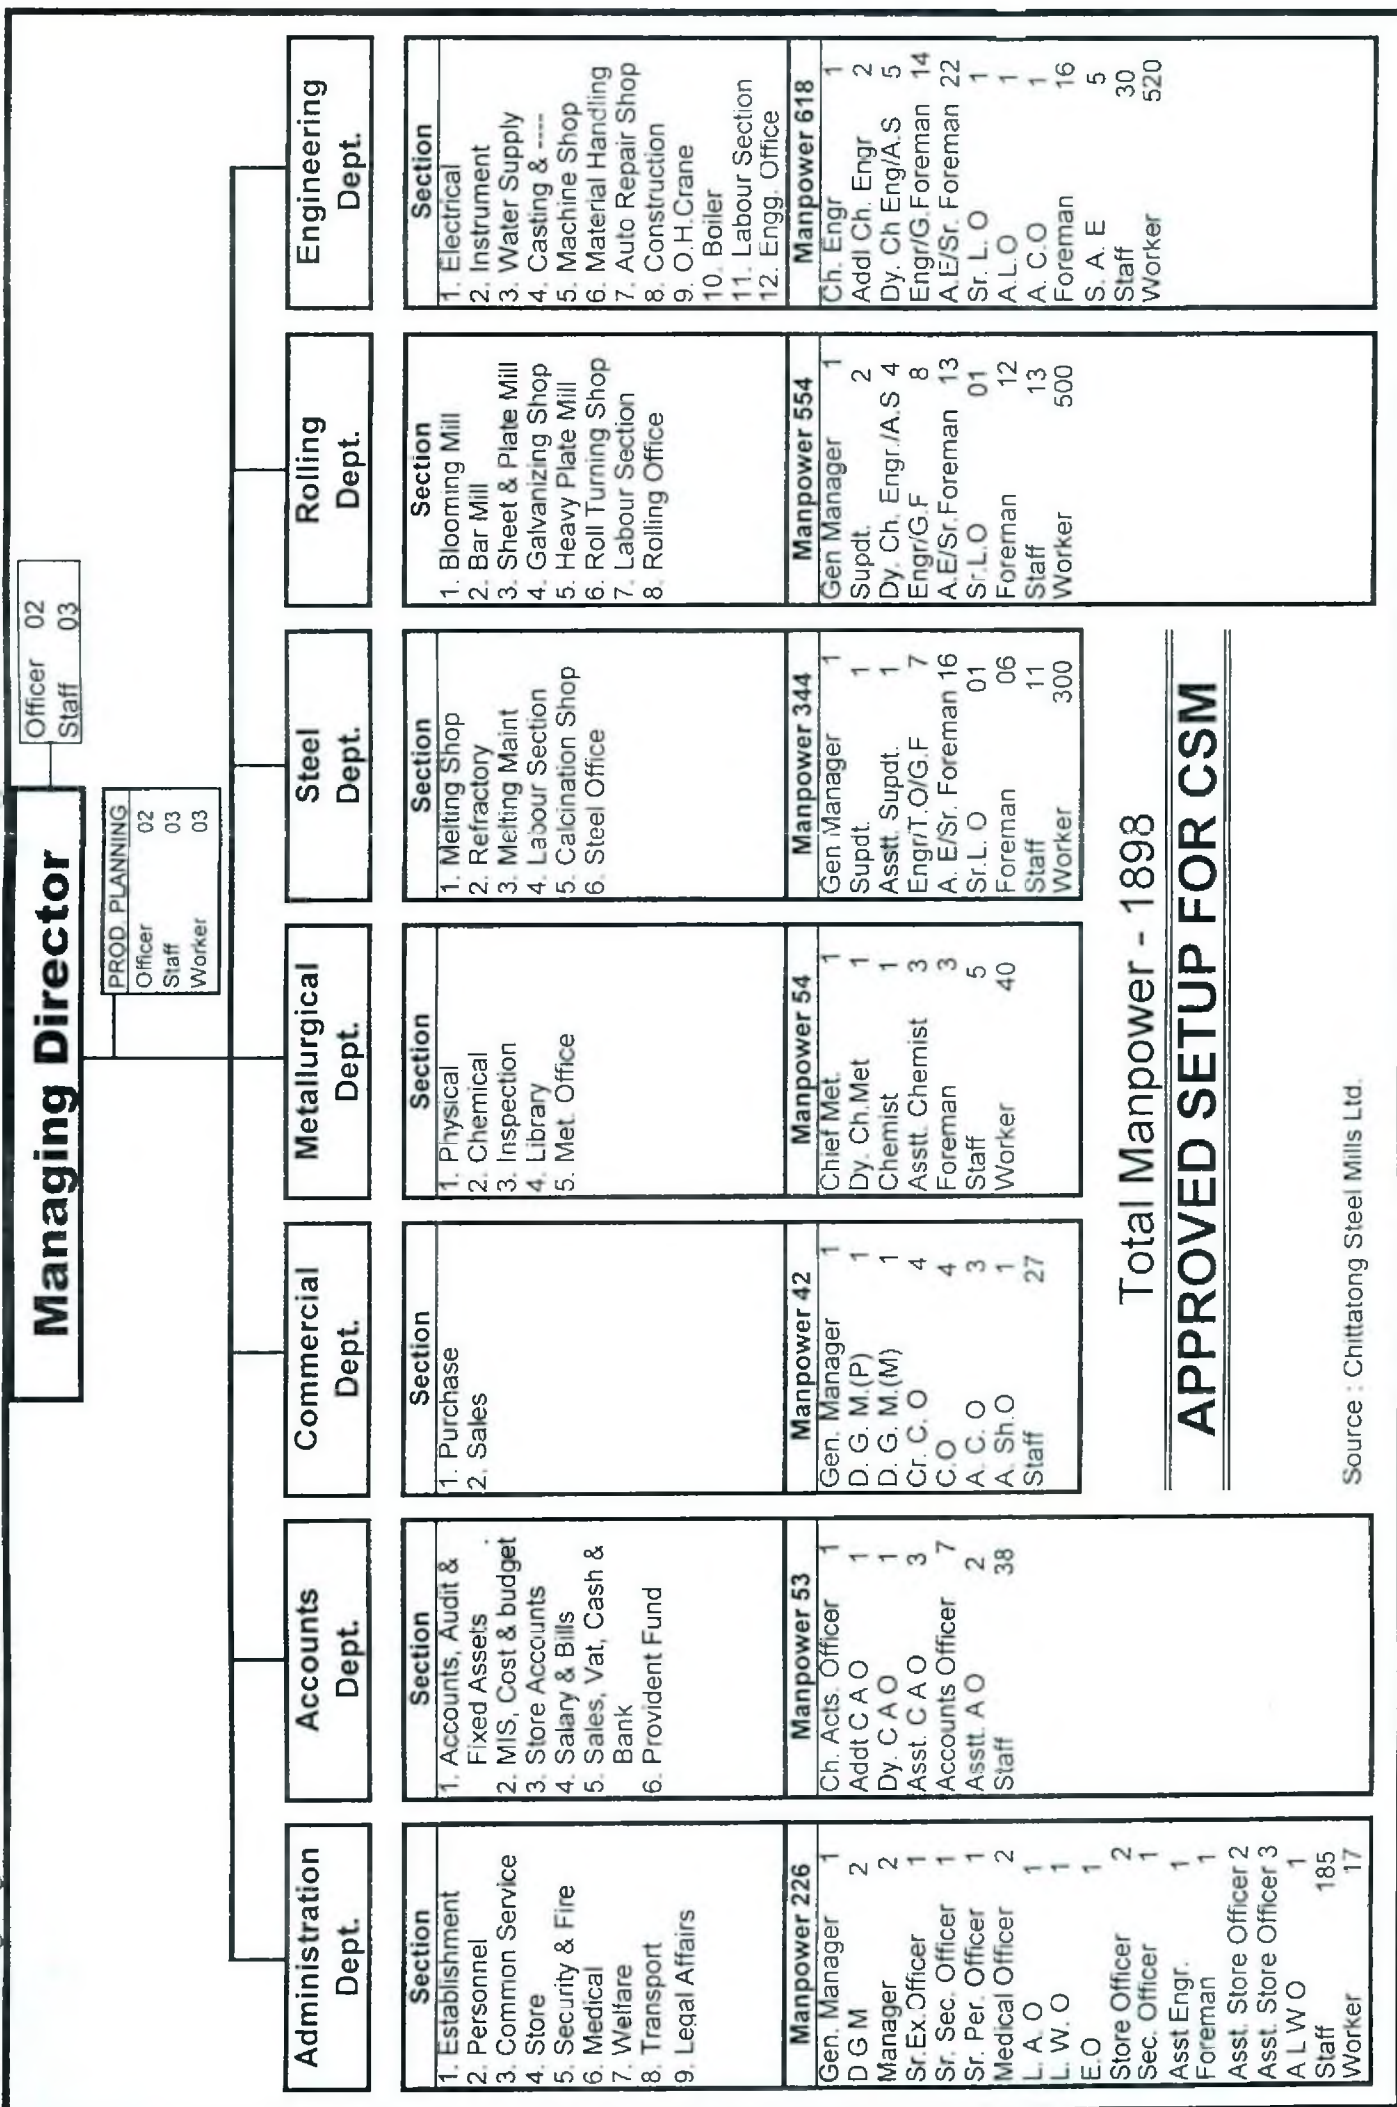 Managing Director
Officer 02
Staff 03
PROD. PLANNING
Officer 02
Staff 03
Worker 03
Administration
Dept.
Section
1. Establishment
2. Personnel
3. Common Service
4. Store
5. Security & Fire
6. Medical
7. Welfare
8. Transport
9. Legal Affairs
Manpower 226
Gen. Manager 1
D G M 2
Manager 2
Sr.Ex.Officer 1
Sr. Sec. Officer 1
Sr. Per. Officer 1
Medical Officer 2
L. A. O 1
L. W. O 1
E.O 1
Store Officer 2
Sec. Officer 1
Asst Engr. 1
Foreman 1
Asst. Store Officer 2
Asst. Store Officer 3
A L W O 1
Staff 185
Worker 17
Accounts
Dept.
Section
1. Accounts, Audit &
Fixed Assets
2. MIS, Cost & budget
3. Store Accounts
4. Salary & Bills
5. Sales, Vat, Cash &
Bank
6. Provident Fund
Manpower 53
Ch. Acts. Officer 1
Addt C A O 1
Dy. C A O 1
Asst. C A O 3
Accounts Officer 7
Asstt. A O 2
Staff 38
Commercial
Dept.
Section
1. Purchase
2. Sales
Manpower 42
Gen. Manager 1
D. G. M.(P) 1
D. G. M.(M) 1
Cr. C. O 4
C.O 4
A. C. O 3
A. Sh.O 1
Staff 27
Metallurgical
Dept.
Section
1. Physical
2. Chemical
3. Inspection
4. Library
5. Met. Office
Manpower 54
Chief Met. 1
Dy. Ch.Met 1
Chemist 1
Asstt. Chemist 3
Foreman 3
Staff 5
Worker 40
Steel
Dept.
Section
1. Melting Shop
2. Refractory
3. Melting Maint
4. Labour Section
5. Calcination Shop
6. Steel Office
Manpower 344
Gen Manager 1
Supdt. 1
Asstt. Supdt. 1
Engr/T.O/G.F 7
A. E/Sr. Foreman 16
Sr.L. O 01
Foreman 06
Staff 11
Worker 300
Rolling
Dept.
Section
1. Blooming Mill
2. Bar Mill
3. Sheet & Plate Mill
4. Galvanizing Shop
5. Heavy Plate Mill
6. Roll Turning Shop
7. Labour Section
8. Rolling Office
Manpower 554
Gen Manager 1
Supdt. 2
Dy. Ch. Engr./A.S 4
Engr/G.F 8
A.E/Sr.Foreman 13
Sr.L.O 01
Foreman 12
Staff 13
Worker 500
Engineering
Dept.
Section
1. Electrical
2. Instrument
3. Water Supply
4. Casting & ----
5. Machine Shop
6. Material Handling
7. Auto Repair Shop
8. Construction
9. O.H.Crane
10. Boiler
11. Labour Section
12. Engg. Office
Manpower 618
Ch. Engr 1
Addl Ch. Engr 2
Dy. Ch Eng/A.S 5
Engr/G.Foreman 14
A.E/Sr. Foreman 22
Sr. L. O 1
A.L.O 1
A. C.O 1
Foreman 16
S. A. E 5
Staff 30
Worker 520
Total Manpower - 1898
APPROVED SETUP FOR CSM
Source : Chittatong Steel Mills Ltd.